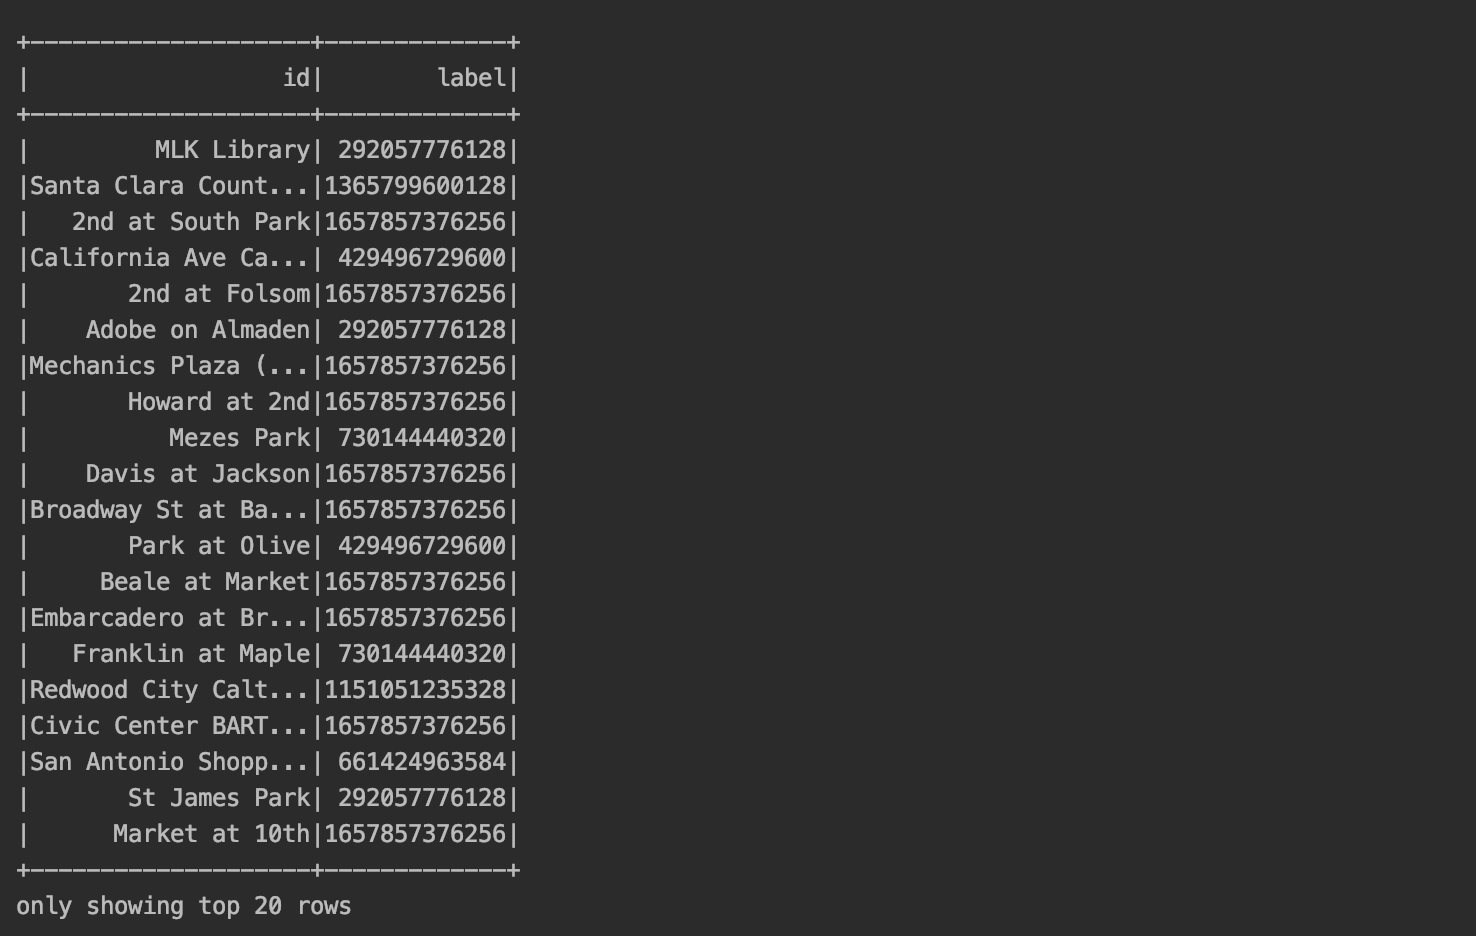 +--------------------+-------------+
|                  id|        label|
+--------------------+-------------+
|         MLK Library| 292057776128|
|Santa Clara Count...|1365799600128|
|   2nd at South Park|1657857376256|
|California Ave Ca...| 429496729600|
|       2nd at Folsom|1657857376256|
|    Adobe on Almaden| 292057776128|
|Mechanics Plaza (...|1657857376256|
|       Howard at 2nd|1657857376256|
|          Mezes Park| 730144440320|
|    Davis at Jackson|1657857376256|
|Broadway St at Ba...|1657857376256|
|       Park at Olive| 429496729600|
|     Beale at Market|1657857376256|
|Embarcadero at Br...|1657857376256|
|   Franklin at Maple| 730144440320|
|Redwood City Calt...|1151051235328|
|Civic Center BART...|1657857376256|
|San Antonio Shopp...| 661424963584|
|       St James Park| 292057776128|
|      Market at 10th|1657857376256|
+--------------------+-------------+
only showing top 20 rows